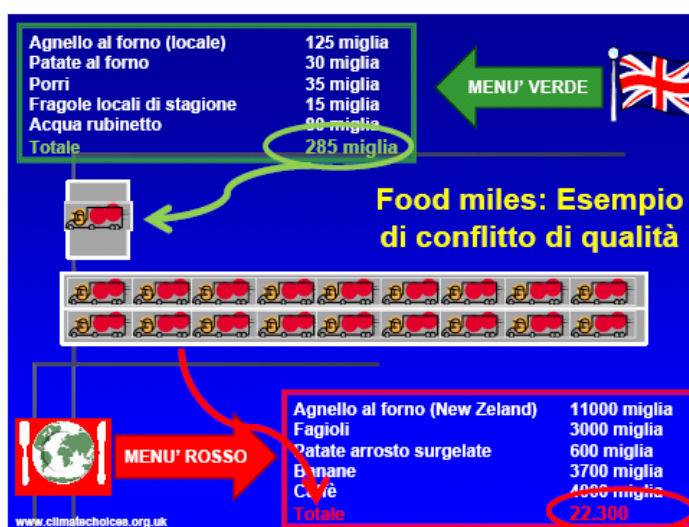 Agnello al forno (locale) 125 miglia
Patate al forno 30 miglia
Porri 35 miglia
Fragole locali di stagione 15 miglia
Acqua rubinetto 80 miglia
Totale 285 miglia
MENU' VERDE
Food miles: Esempio
di conflitto di qualità
MENU' ROSSO
Agnello al forno (New Zeland) 11000 miglia
Fagioli 3000 miglia
Patate arrosto surgelate 600 miglia
Banane 3700 miglia
Caffè 4000 miglia
Totale 22.300
www.climatechoices.org.uk